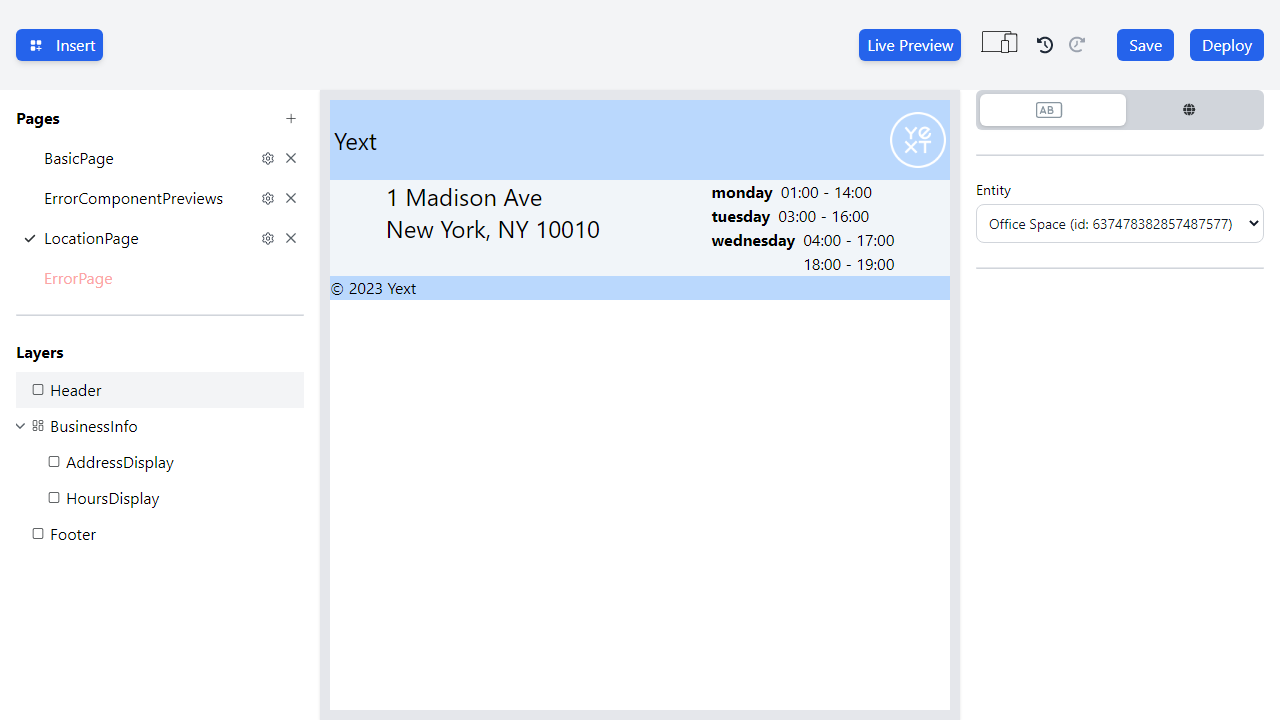 Insert
Live Preview
Save
Deploy
Pages
BasicPage
ErrorComponentPreviews
LocationPage
ErrorPage
Layers
Header
BusinessInfo
AddressDisplay
HoursDisplay
Footer
Yext
YEXT
1 Madison Ave
New York, NY 10010
monday 01:00 - 14:00
tuesday 03:00 - 16:00
wednesday 04:00 - 17:00
18:00 - 19:00
© 2023 Yext
AB
Entity
Office Space (id: 637478382857487577)